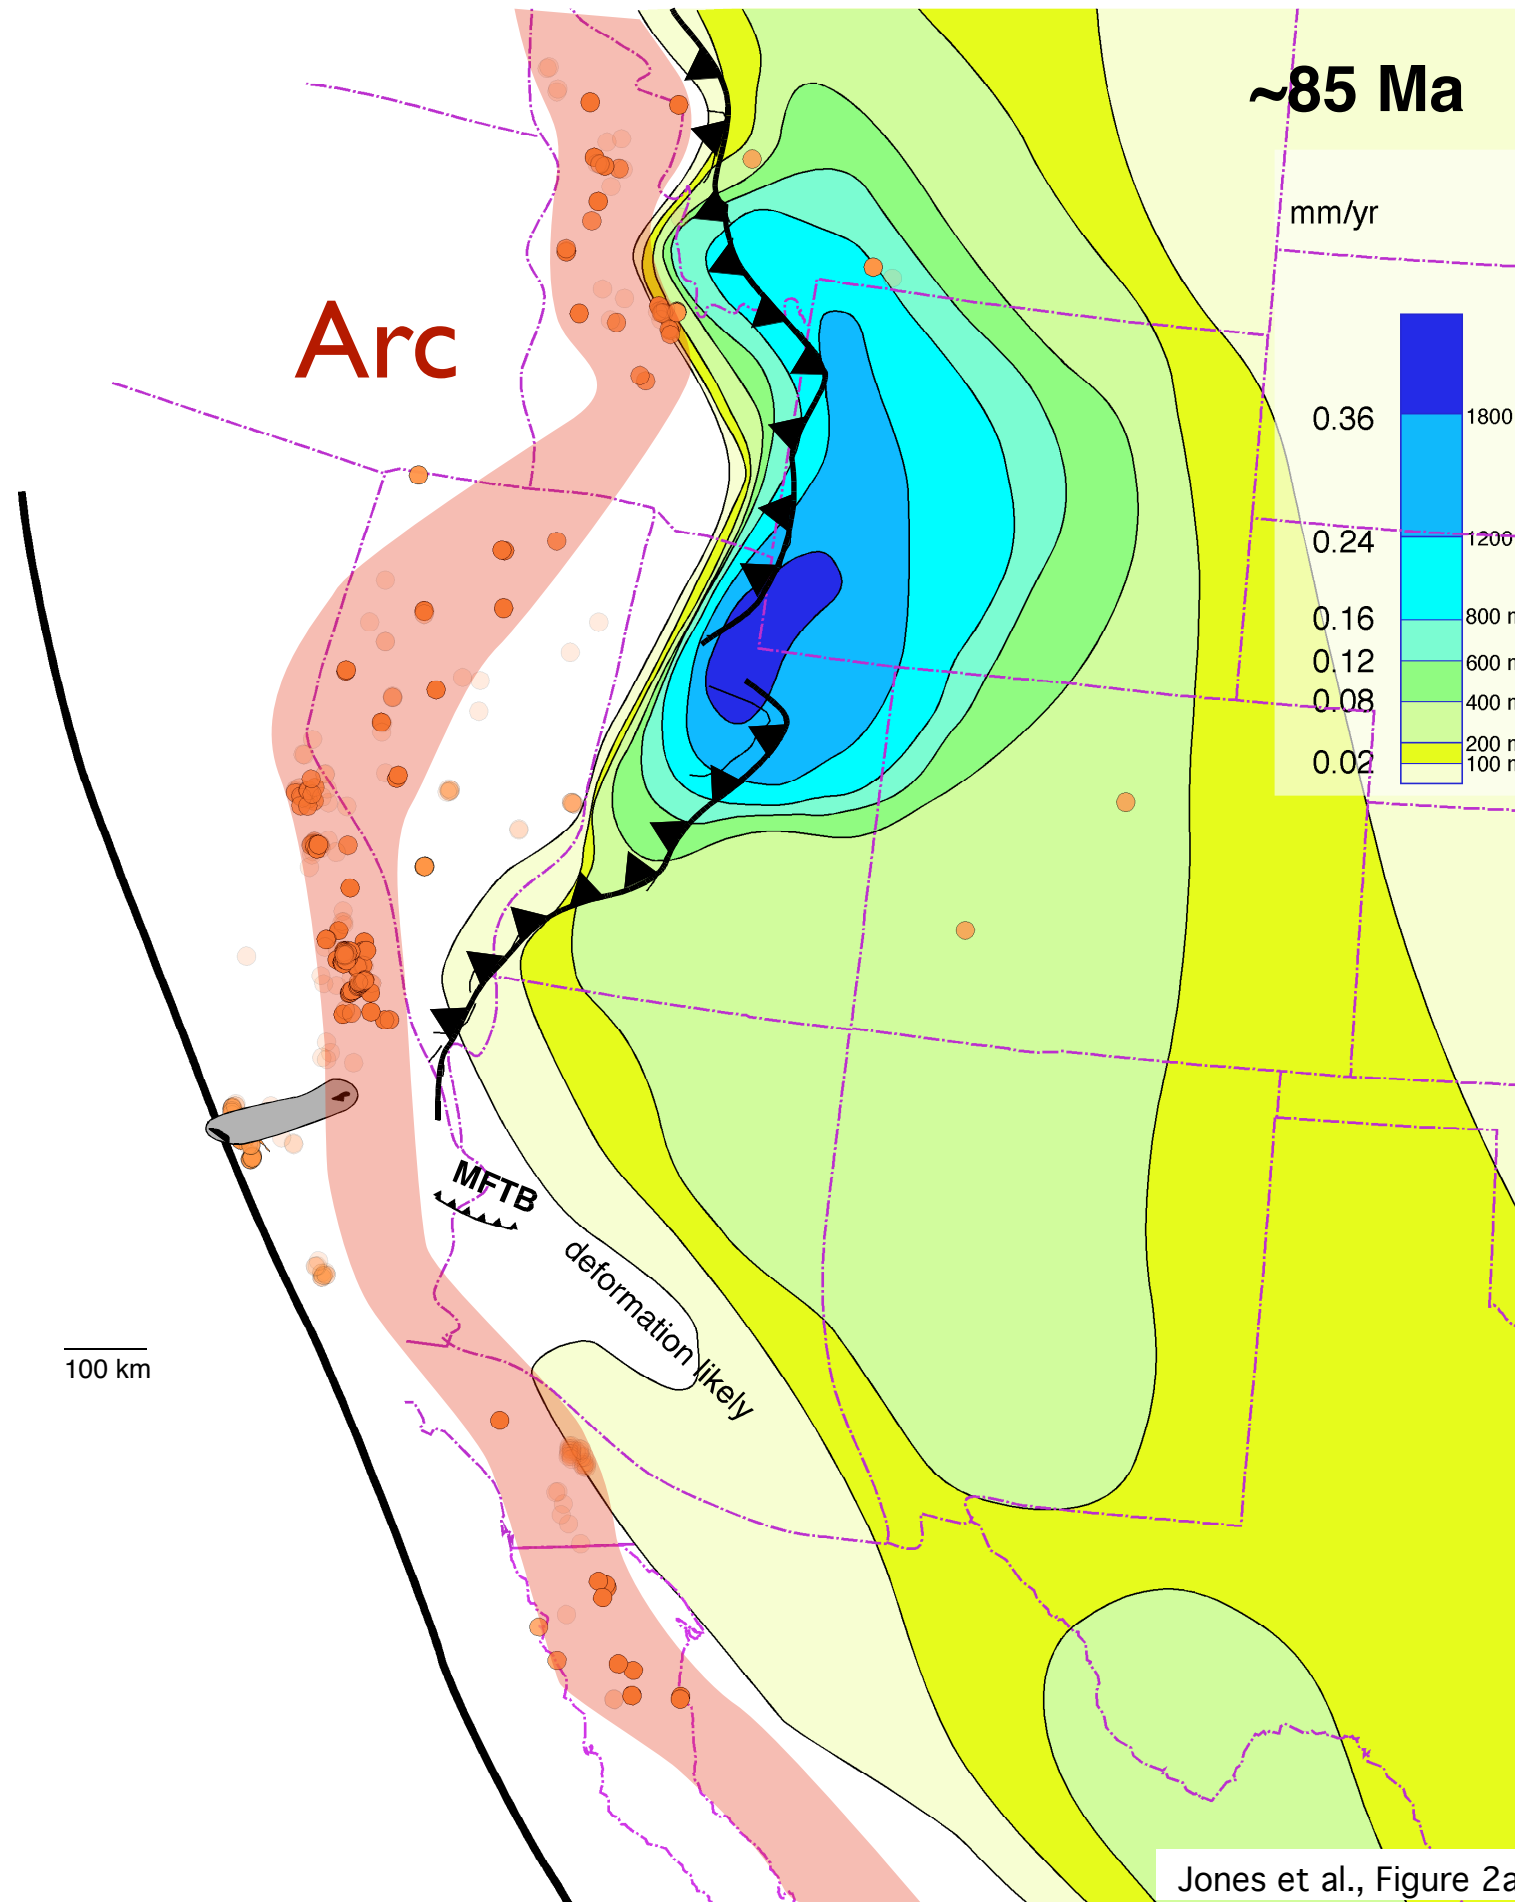 ~85 Ma
mm/yr
Arc
0.36 1800
0.24 1200
0.16 800
0.12 600
0.08 400
0.02 200
100
MFTB
deformation likely
100 km
Jones et al., Figure 2a